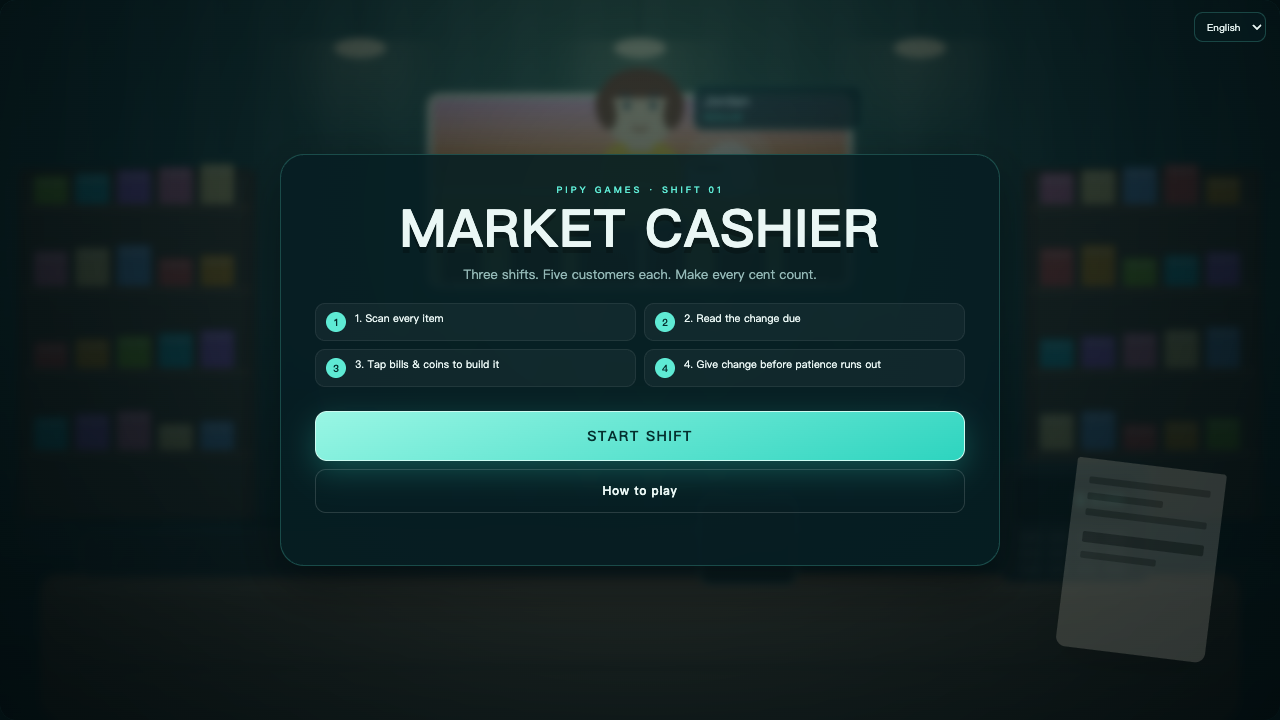 English
PIPY GAMES · SHIFT 01
MARKET CASHIER
Three shifts. Five customers each. Make every cent count.
1 1. Scan every item
2 2. Read the change due
3 3. Tap bills & coins to build it
4 4. Give change before patience runs out
START SHIFT
How to play